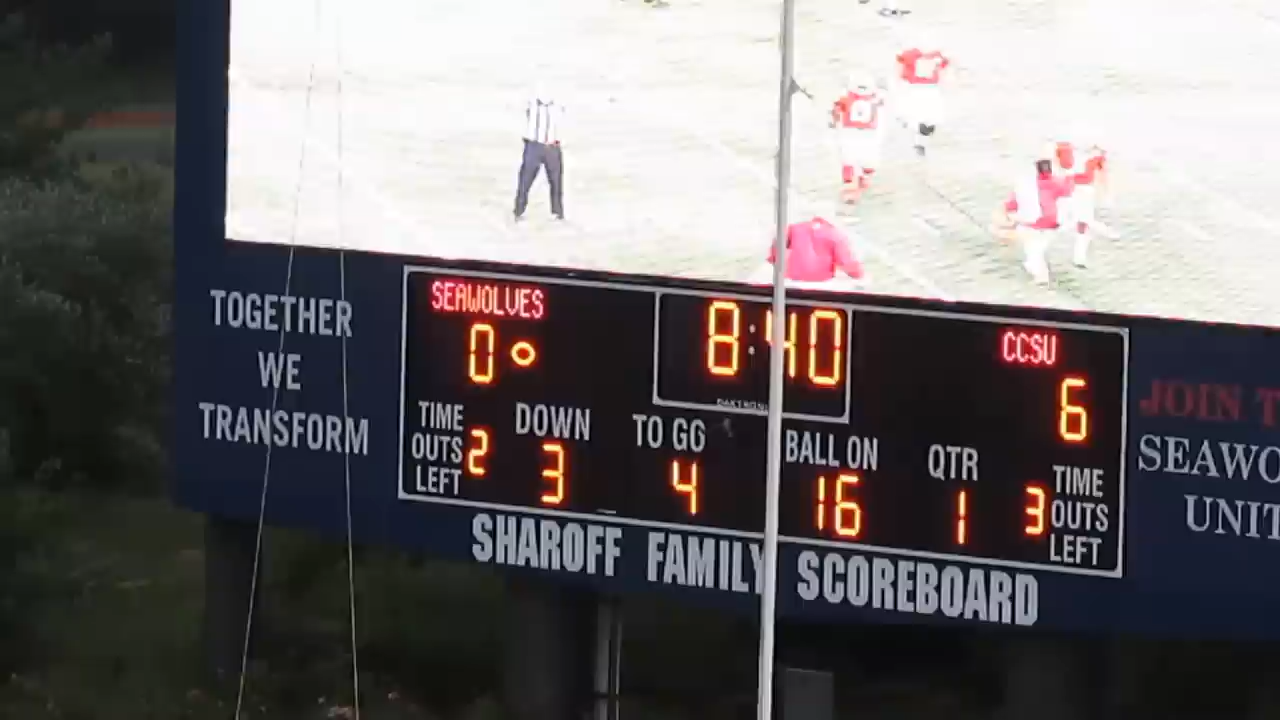 TOGETHER
WE
TRANSFORM
SEAWOLVES
0
8:40
CCSU
6
TIME OUTS LEFT 2
DOWN 3
TO GO 4
BALL ON 16
QTR 1
3 TIME OUTS LEFT
SHAROFF FAMILY SCOREBOARD
JOIN T
SEAWO
UNIT